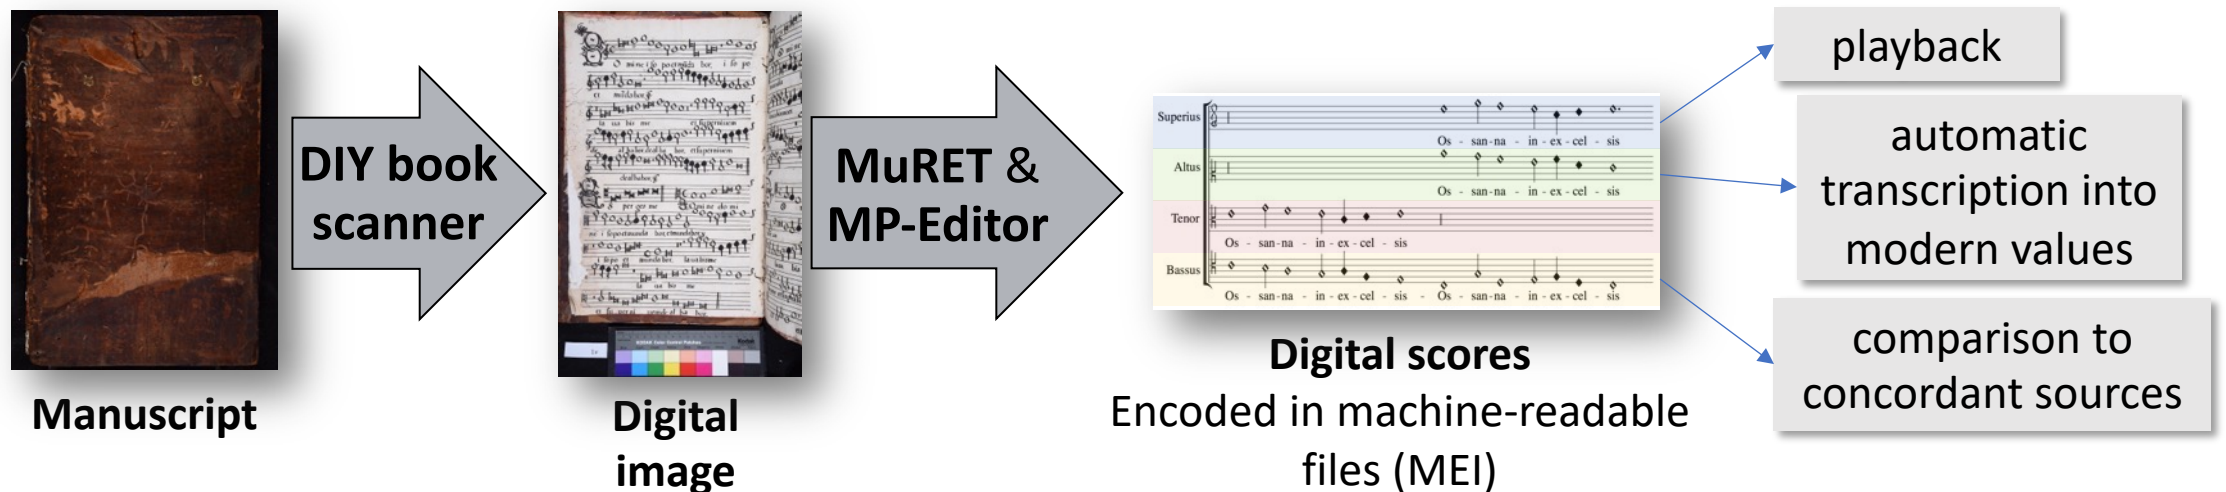 DIY book
scanner
MuRET &
MP-Editor
Manuscript
Digital
image
Superius
Os - san-na - in - ex - cel - sis
Altus
Os - san-na - in - ex - cel - sis
Tenor
Os - san-na - in - ex - cel - sis
Bassus
Os - san-na - in - ex - cel - sis - Os - san-na - in - ex - cel - sis
Digital scores
Encoded in machine-readable
files (MEI)
playback
automatic
transcription into
modern values
comparison to
concordant sources